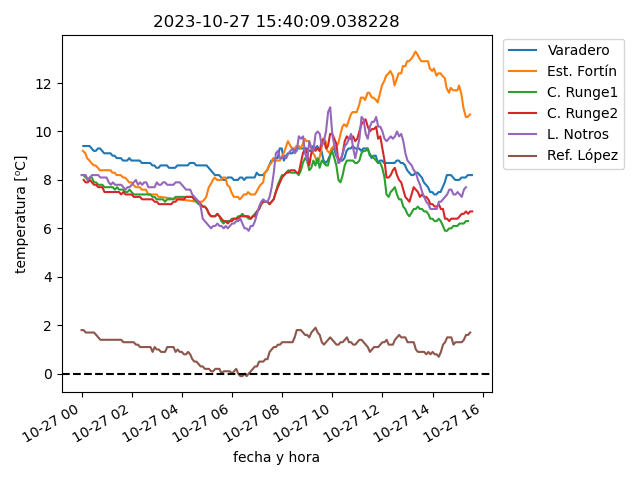 2023-10-27 15:40:09.038228
Varadero
Est. Fortín
C. Runge1
C. Runge2
L. Notros
Ref. López
temperatura [ºC]
12
10
8
6
4
2
0
10-27 00
10-27 02
10-27 04
10-27 06
10-27 08
10-27 10
10-27 12
10-27 14
10-27 16
fecha y hora